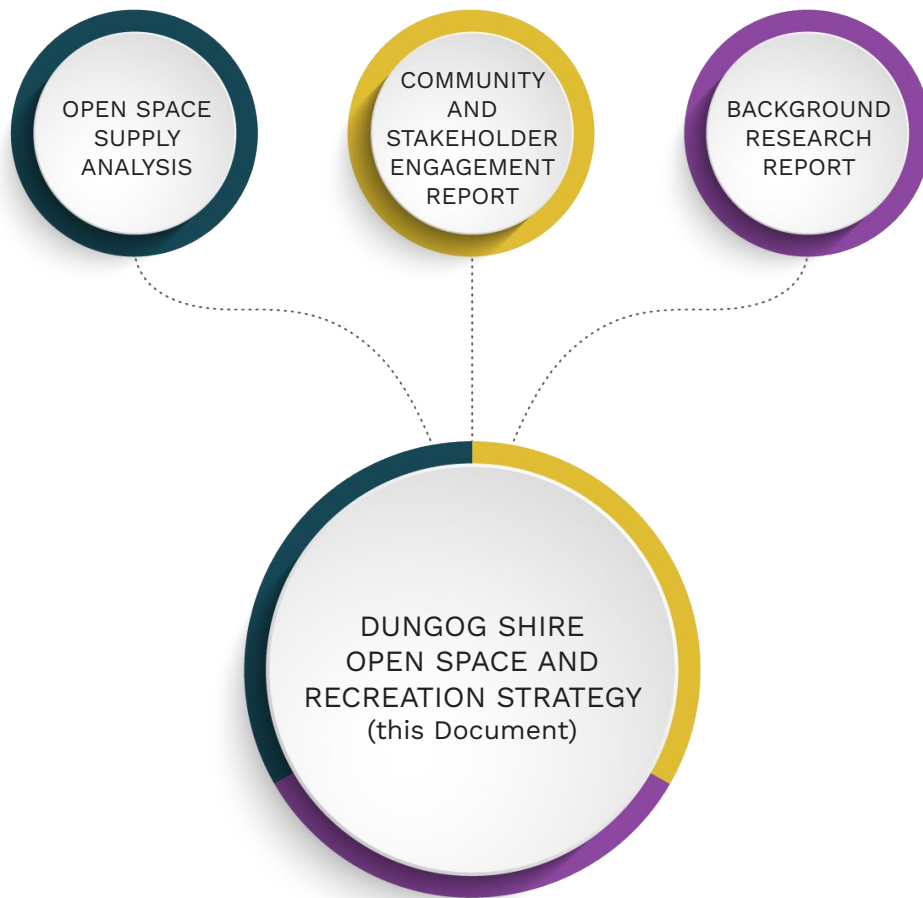 OPEN SPACE
SUPPLY
ANALYSIS
COMMUNITY
AND
STAKEHOLDER
ENGAGEMENT
REPORT
BACKGROUND
RESEARCH
REPORT
DUNGOG SHIRE
OPEN SPACE AND
RECREATION STRATEGY
(this Document)